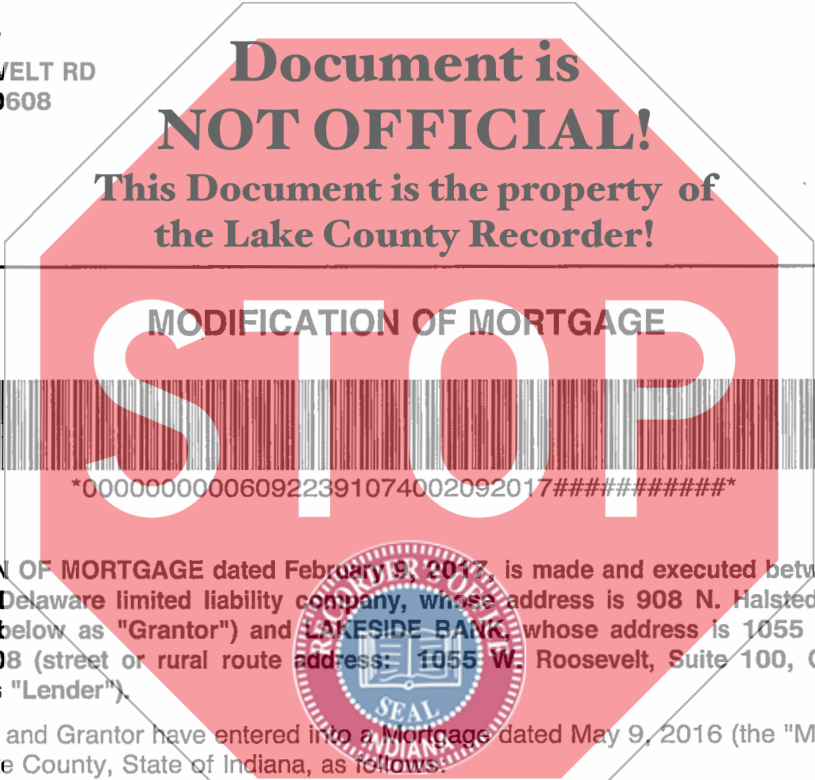 VELT RD
0608
Document is
NOT OFFICIAL!
This Document is the property of
the Lake County Recorder!
MODIFICATION OF MORTGAGE
STOP
*000000000060922391074002092017###########*
N OF MORTGAGE dated February 9, 2017, is made and executed betw
Delaware limited liability company, whose address is 908 N. Halsted
below as "Grantor") and LAKESIDE BANK, whose address is 1055
08 (street or rural route address: 1055 W. Roosevelt, Suite 100, C
s "Lender").
and Grantor have entered into a Mortgage dated May 9, 2016 (the "M
e County, State of Indiana, as follows:
SEAL
INDIANA